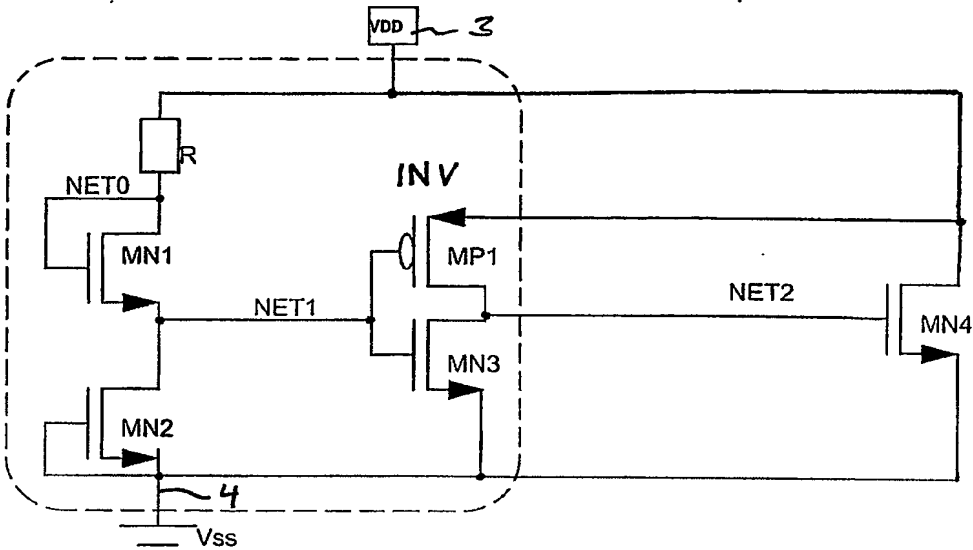 VDD 3
R
INV
NET0
MN1
MP1
NET1
NET2
MN4
MN3
MN2
4
Vss